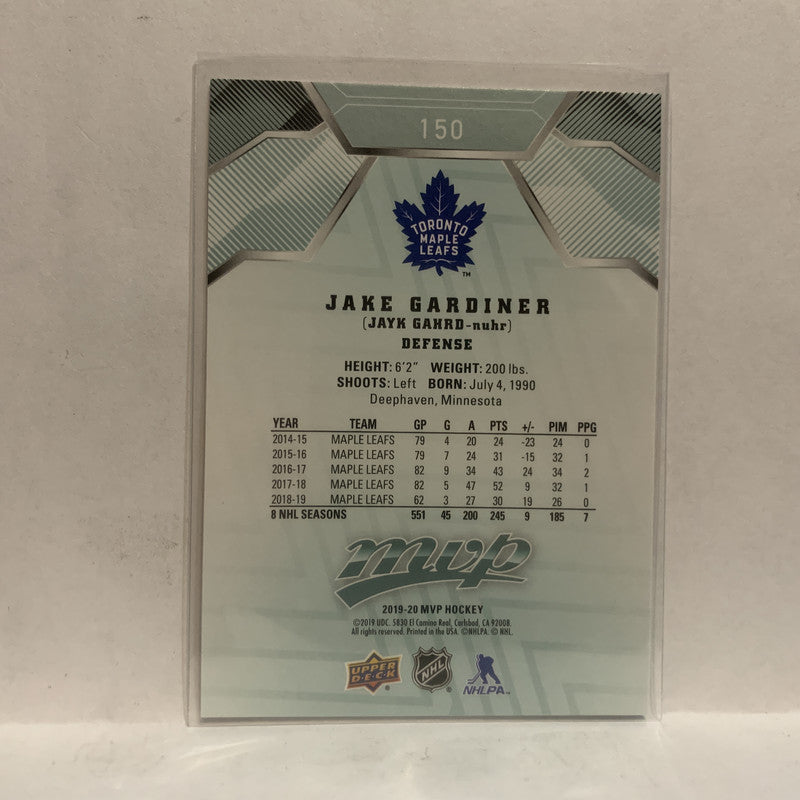 150
TORONTO
MAPLE
LEAFS
TM
JAKE GARDINER
(JAYK GAHRD-nuhr)
DEFENSE
HEIGHT: 6'2" WEIGHT: 200 lbs.
SHOOTS: Left BORN: July 4, 1990
Deephaven, Minnesota
YEAR TEAM GP G A PTS +/- PIM PPG
2014-15 MAPLE LEAFS 79 4 20 24 -23 24 0
2015-16 MAPLE LEAFS 79 7 24 31 -15 32 1
2016-17 MAPLE LEAFS 82 9 34 43 24 34 2
2017-18 MAPLE LEAFS 82 5 47 52 9 32 1
2018-19 MAPLE LEAFS 62 3 27 30 19 26 0
8 NHL SEASONS 551 45 200 245 9 185 7
mvp
2019-20 MVP HOCKEY
©2019 UDC. 5830 El Camino Real, Carlsbad, CA 92008.
All rights reserved. Printed in the USA. ©NHLPA. © NHL.
UPPER DECK
NHL
NHLPA™